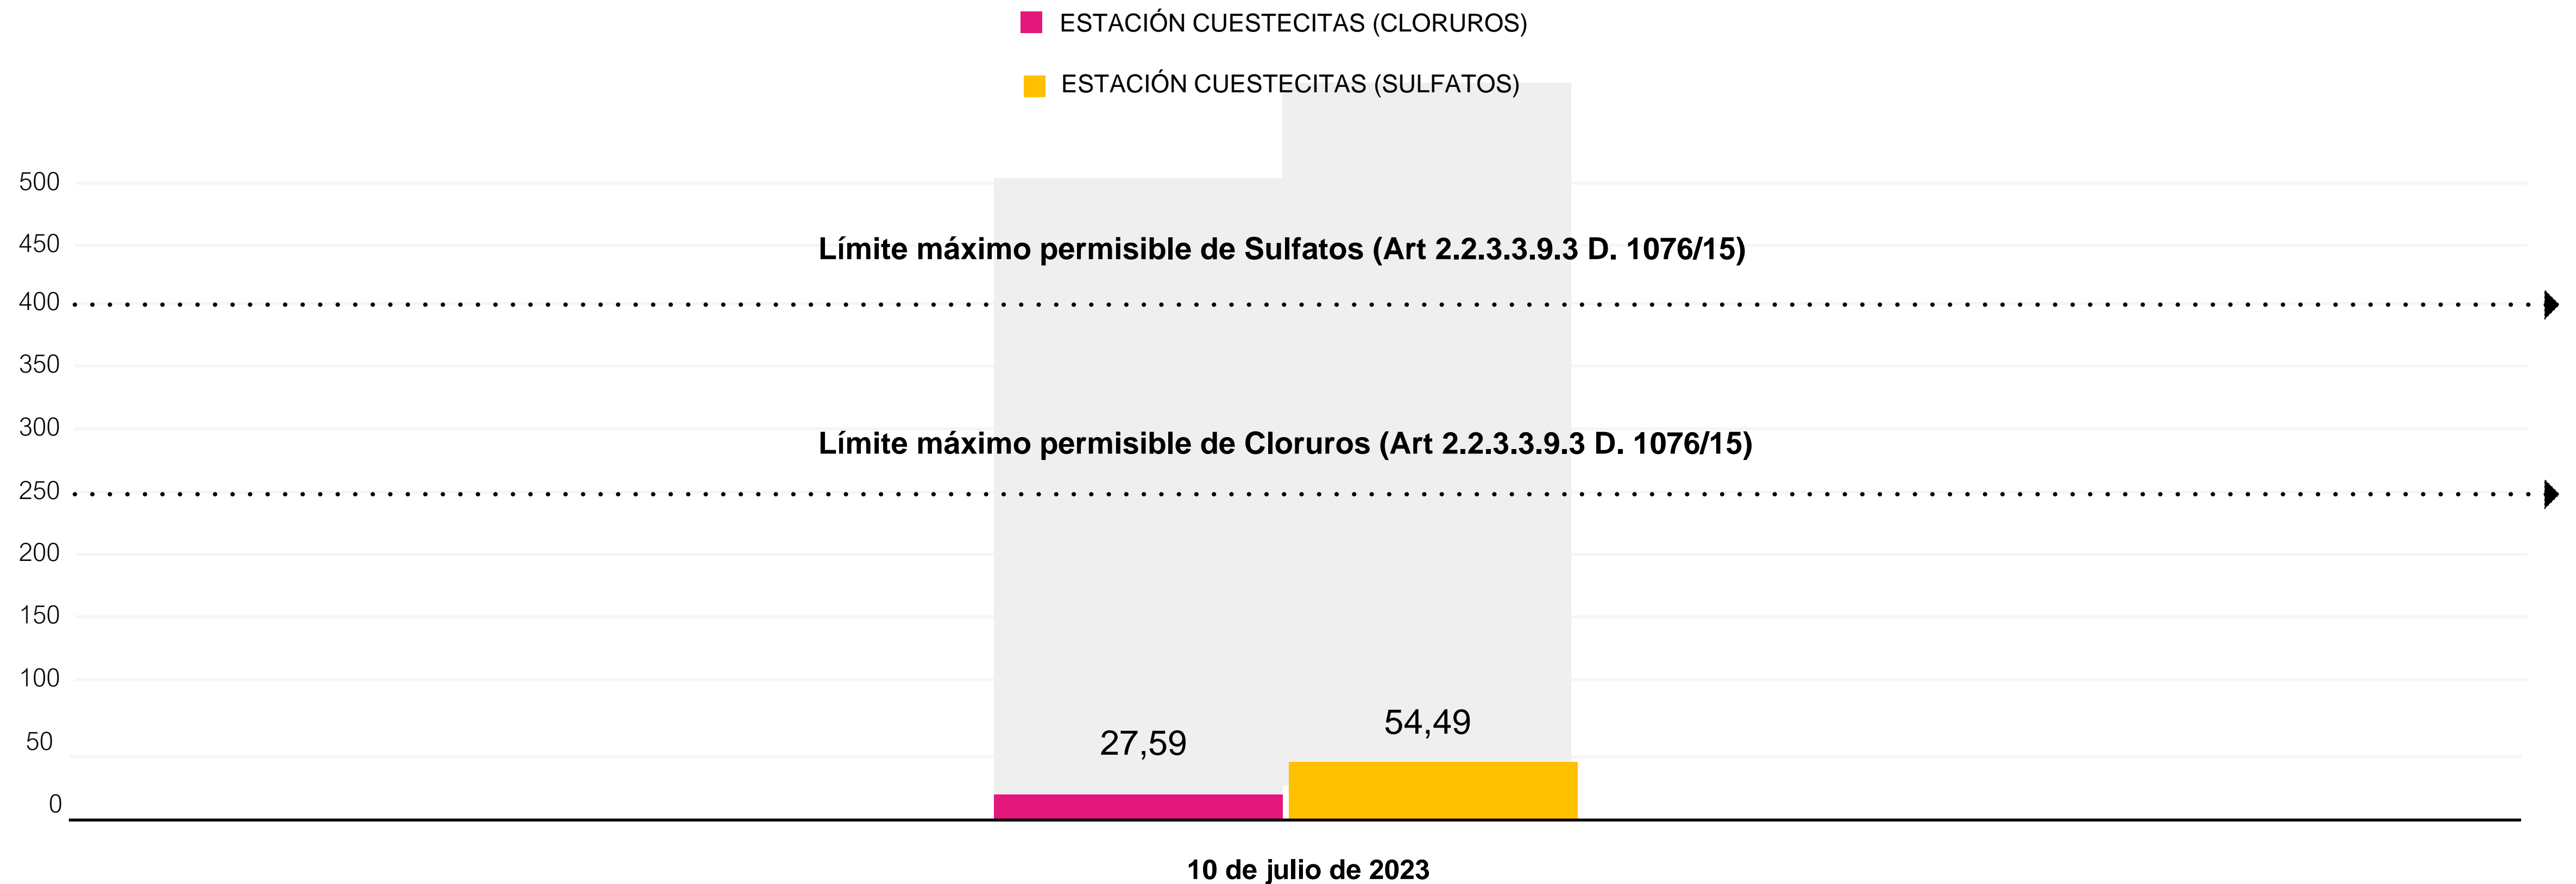 ESTACIÓN CUESTECITAS (CLORUROS)
ESTACIÓN CUESTECITAS (SULFATOS)
500
450
Límite máximo permisible de Sulfatos (Art 2.2.3.3.9.3 D. 1076/15)
400
350
300
Límite máximo permisible de Cloruros (Art 2.2.3.3.9.3 D. 1076/15)
250
200
150
100
50
27,59
54,49
0
10 de julio de 2023